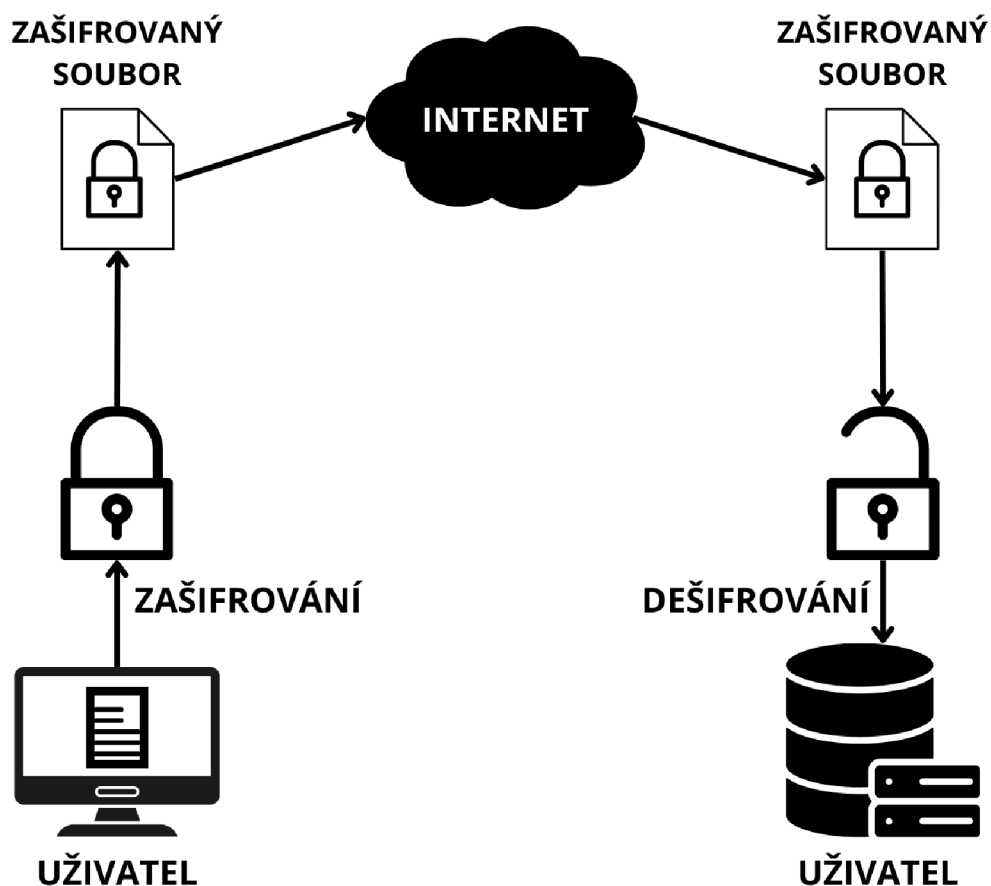 ZAŠIFROVANÝ
SOUBOR
INTERNET
ZAŠIFROVANÝ
SOUBOR
ZAŠIFROVÁNÍ
DEŠIFROVÁNÍ
UŽIVATEL
UŽIVATEL